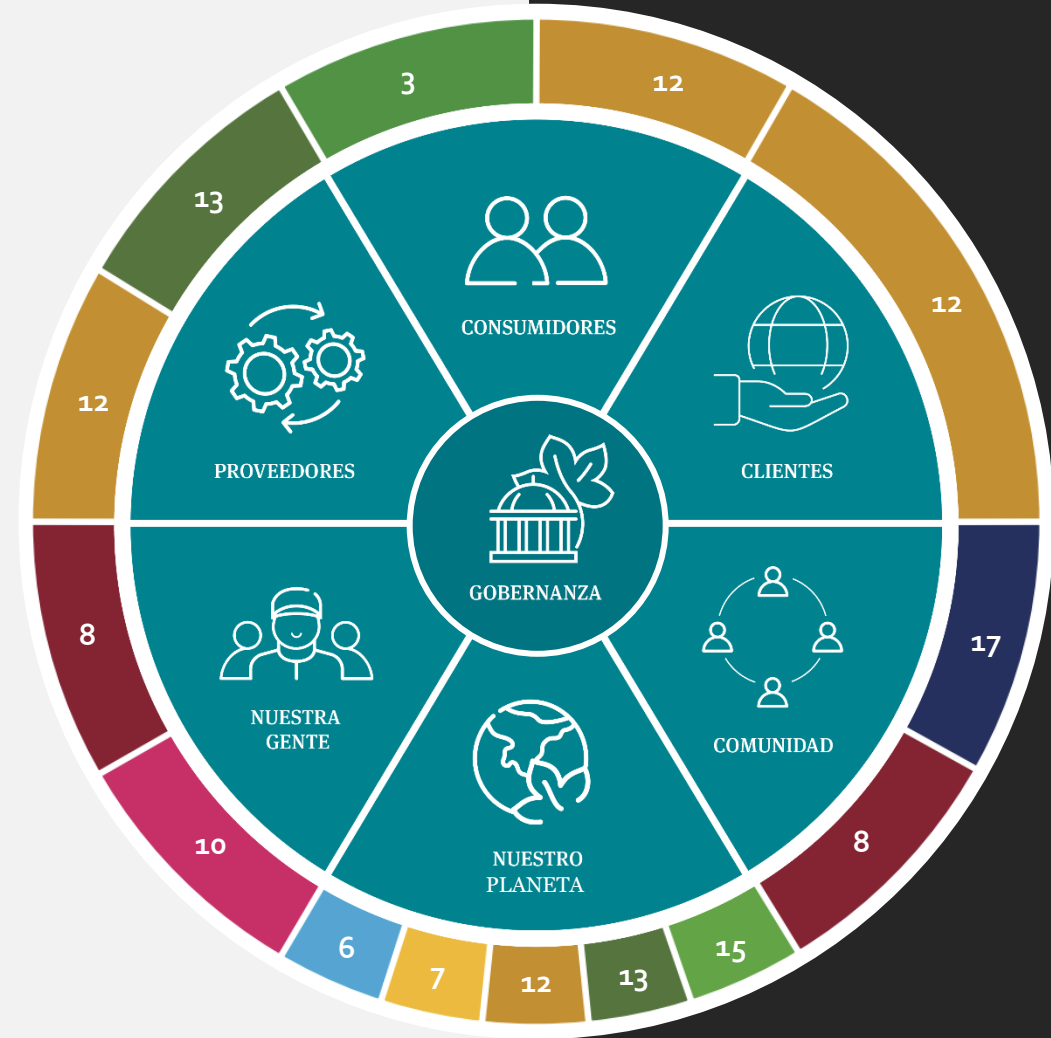 3
12
13
12
12
CONSUMIDORES
PROVEEDORES
CLIENTES
GOBERNANZA
8
17
NUESTRA
GENTE
COMUNIDAD
10
8
NUESTRO
PLANETA
6
7
12
13
15